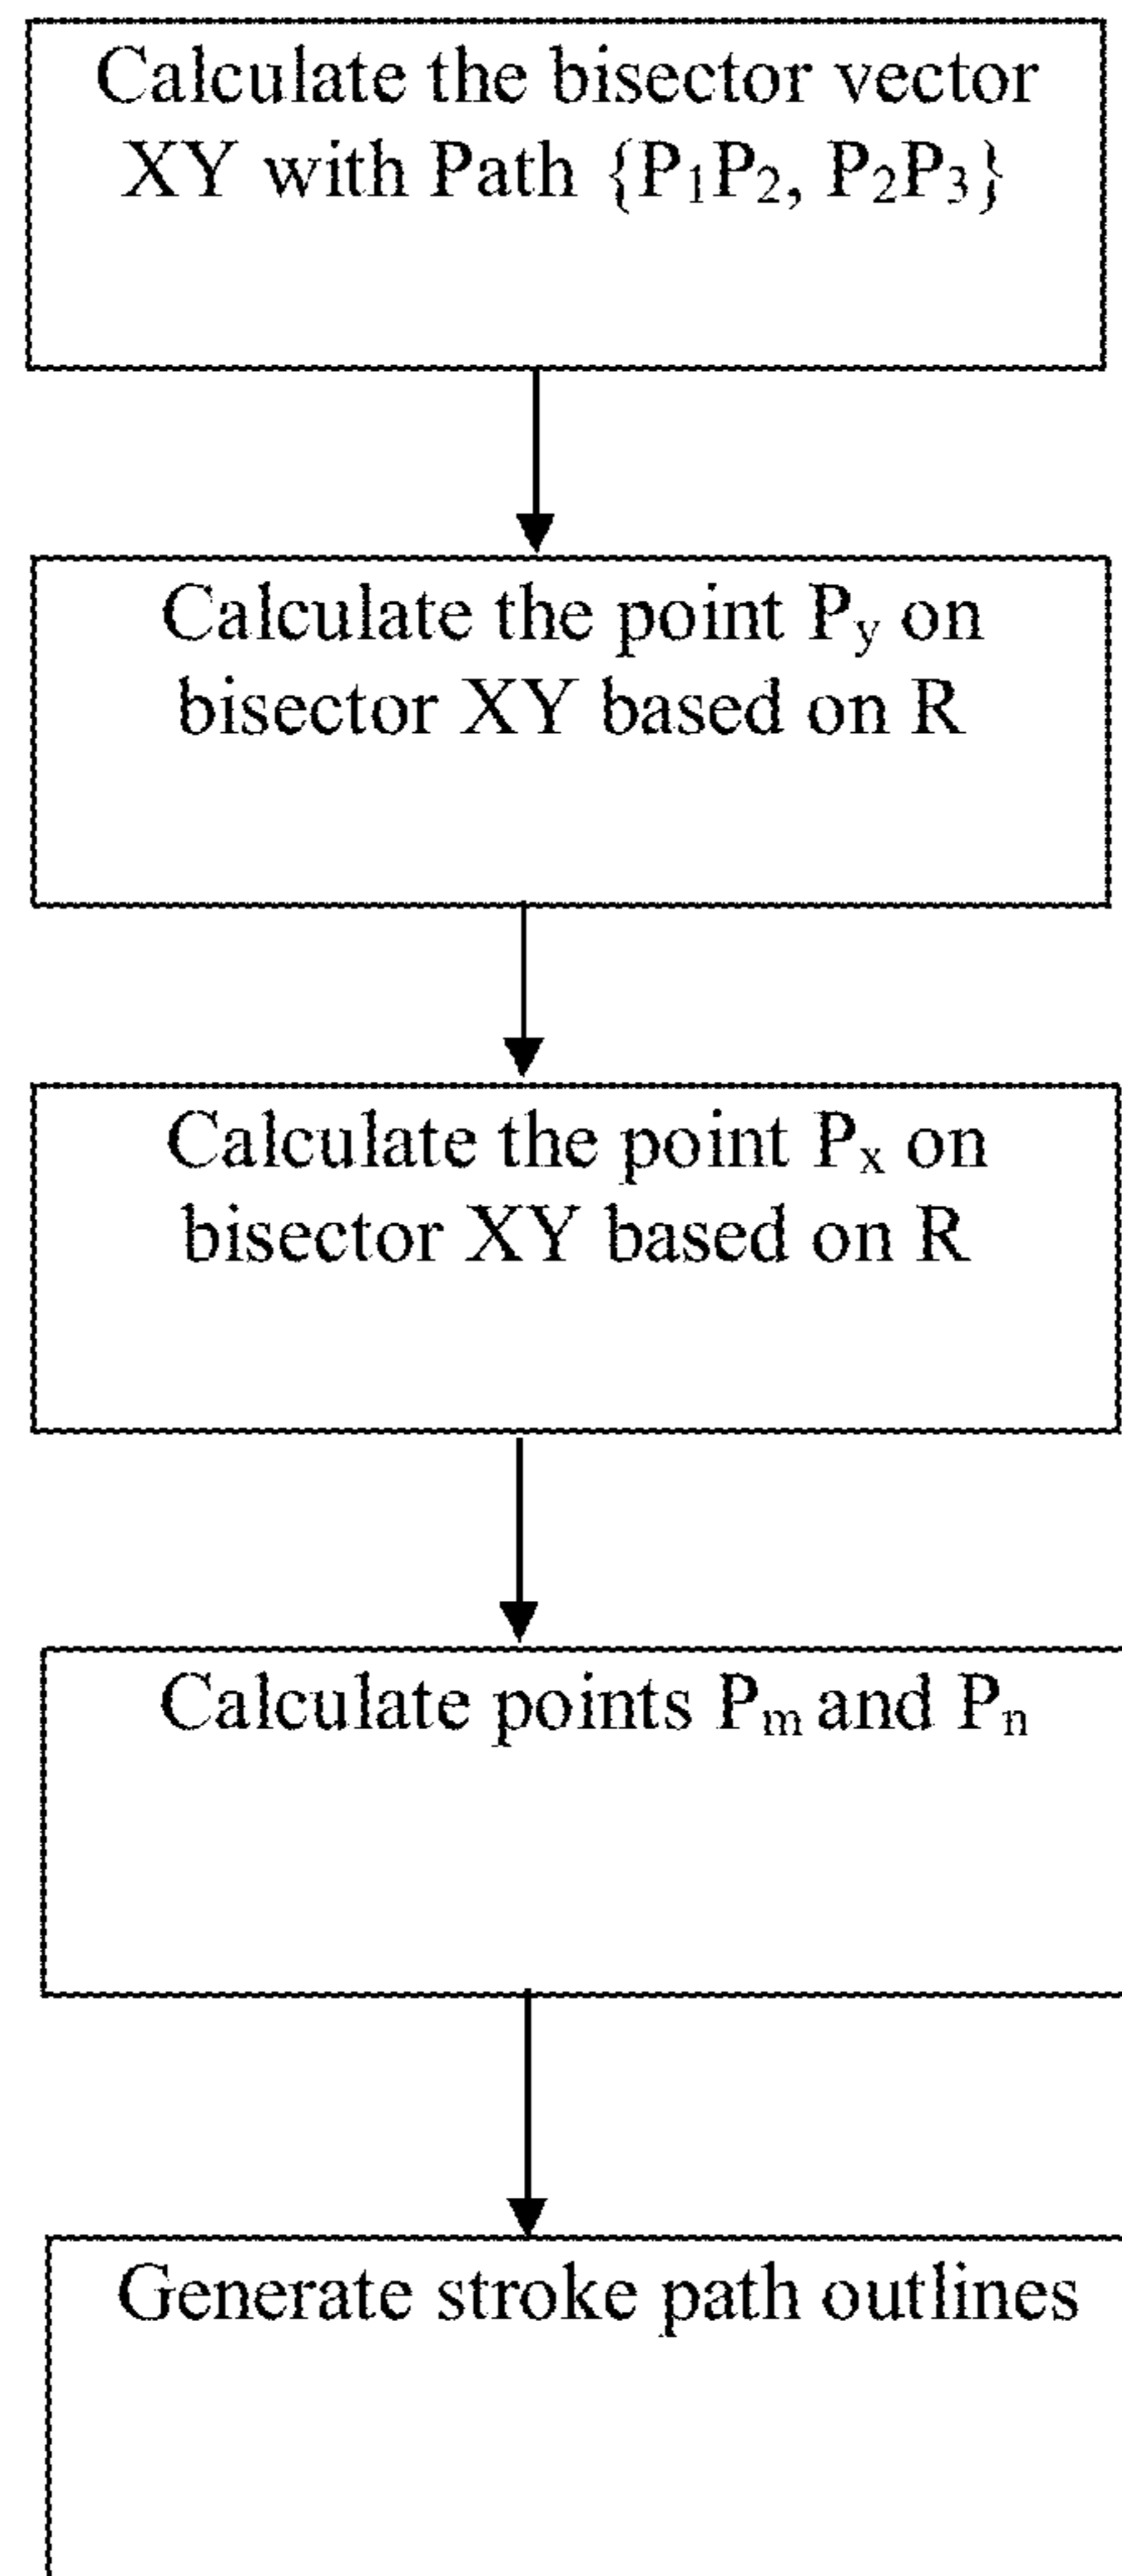 Calculate the bisector vector
XY with Path {P₁P₂, P₂P₃}
Calculate the point Pᵧ on
bisector XY based on R
Calculate the point Pₓ on
bisector XY based on R
Calculate points Pₘ and Pₙ
Generate stroke path outlines